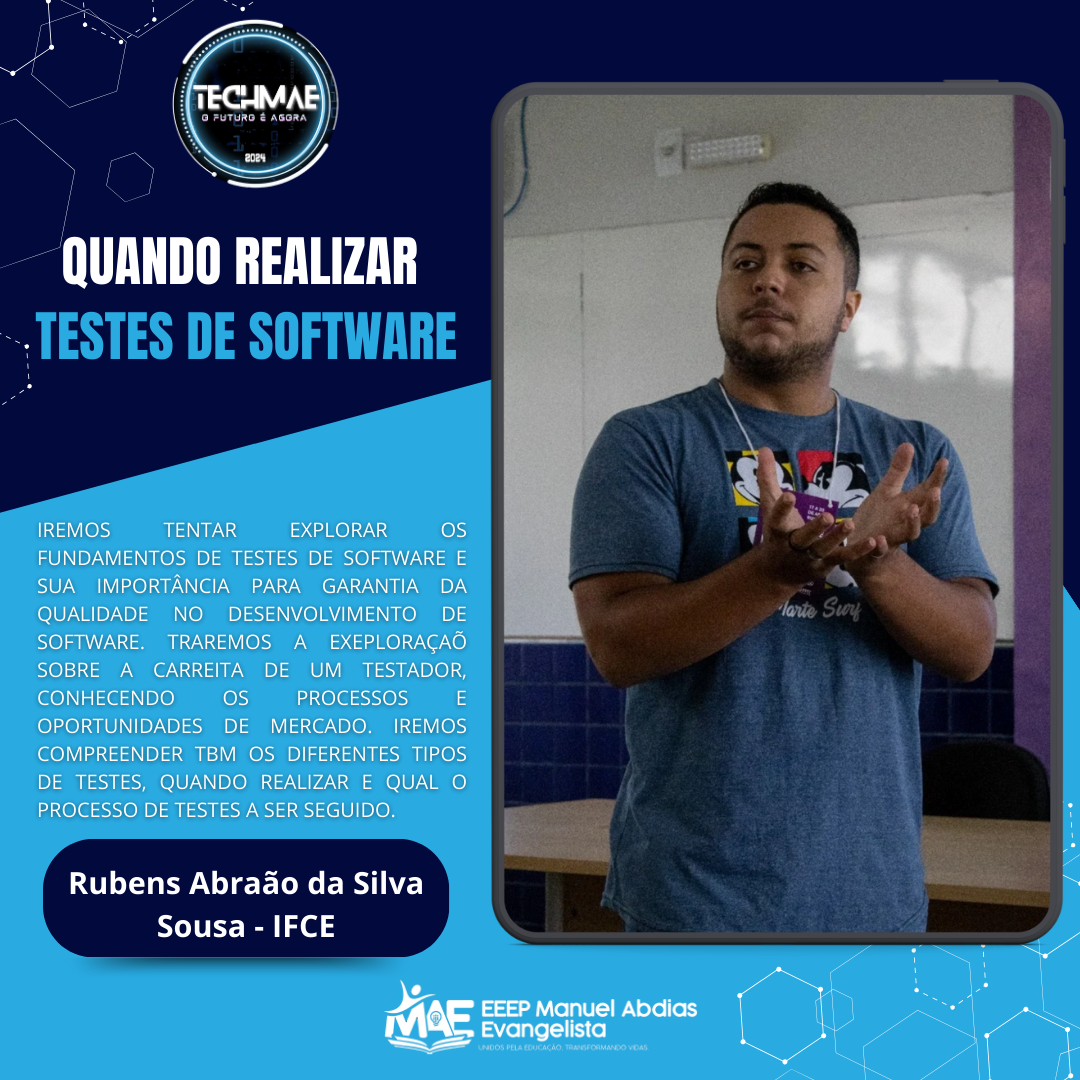 TECHMAE
O FUTURO É AGORA
2024
QUANDO REALIZAR
TESTES DE SOFTWARE
IREMOS TENTAR EXPLORAR OS
FUNDAMENTOS DE TESTES DE SOFTWARE E
SUA IMPORTÂNCIA PARA GARANTIA DA
QUALIDADE NO DESENVOLVIMENTO DE
SOFTWARE. TRAREMOS A EXEPLORAÇAÕ
SOBRE A CARREITA DE UM TESTADOR,
CONHECENDO OS PROCESSOS E
OPORTUNIDADES DE MERCADO. IREMOS
COMPREENDER TBM OS DIFERENTES TIPOS
DE TESTES, QUANDO REALIZAR E QUAL O
PROCESSO DE TESTES A SER SEGUIDO.
Rubens Abraão da Silva
Sousa - IFCE
Marte Surf
MAE
EEEP Manuel Abdias
Evangelista
UNIDOS PELA EDUCAÇÃO, TRANSFORMANDO VIDAS